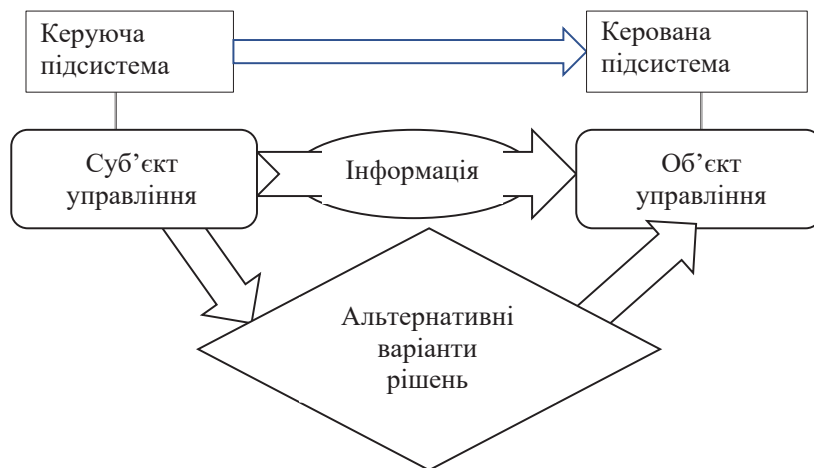 Керуюча
підсистема
Керована
підсистема
Суб’єкт
управління
Інформація
Об’єкт
управління
Альтернативні
варіанти
рішень